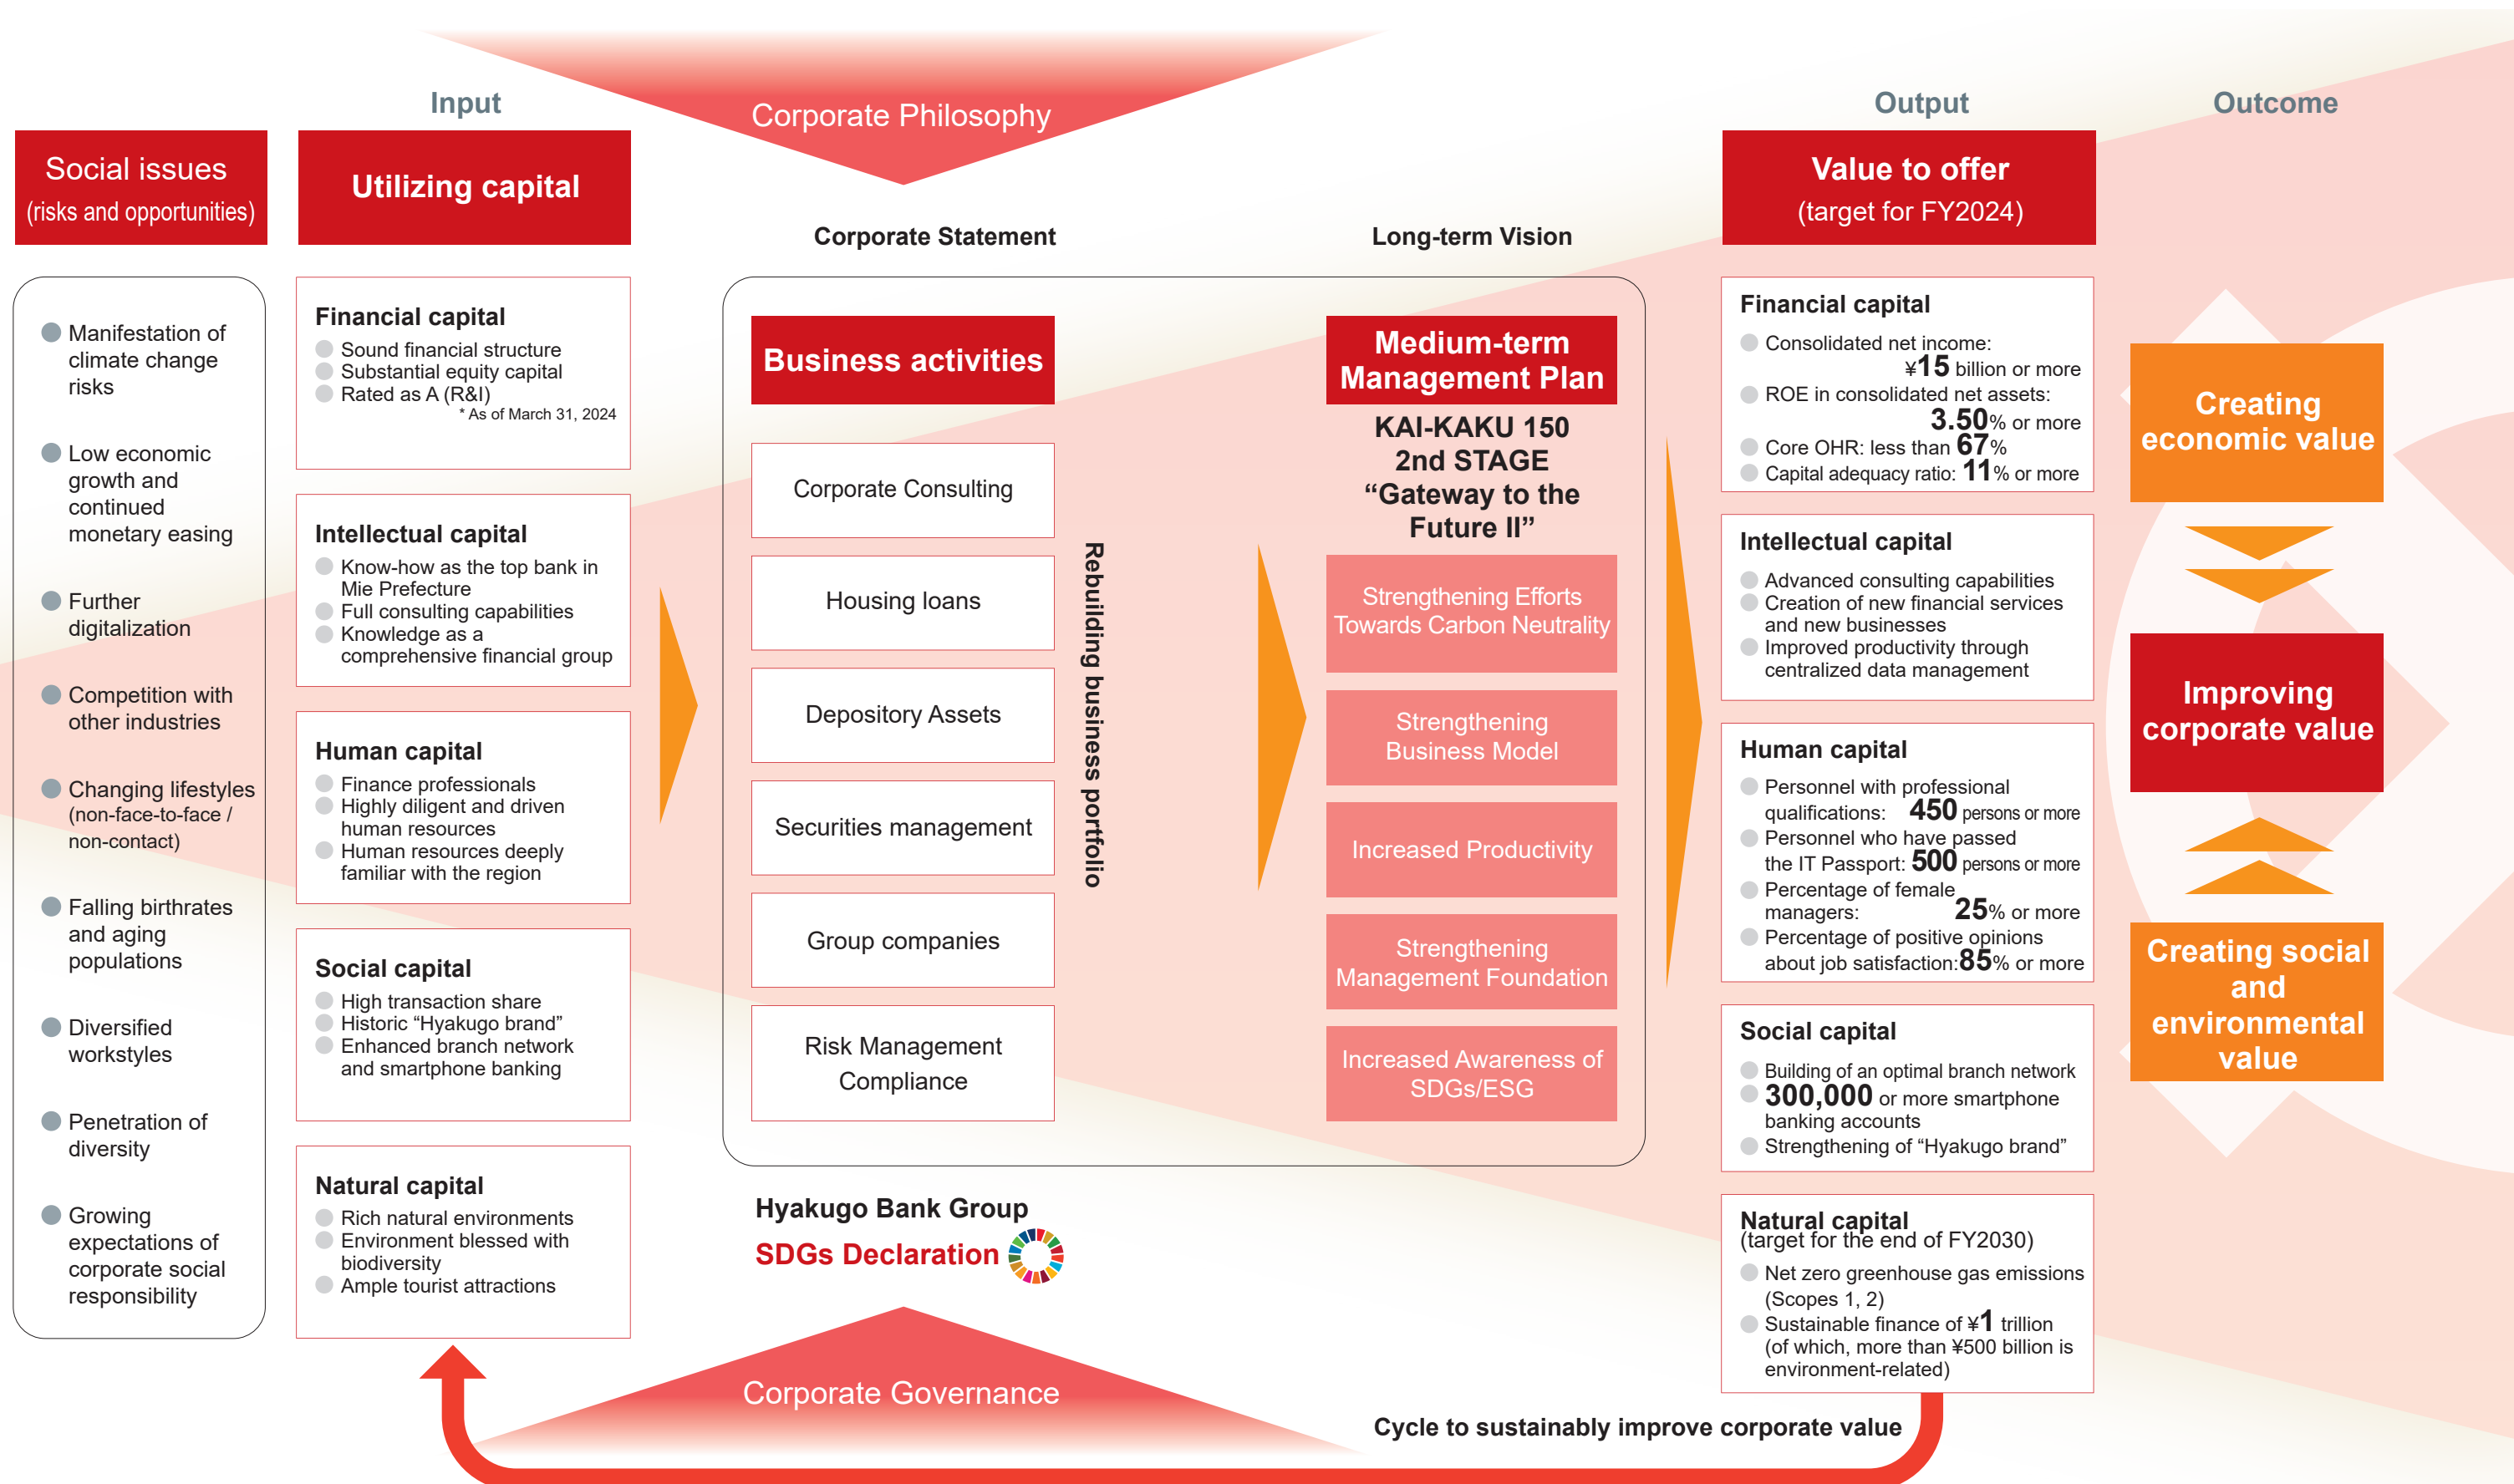 Corporate Philosophy
Input
Output
Outcome
Social issues
(risks and opportunities)
Utilizing capital
Value to offer
(target for FY2024)
Corporate Statement
Long-term Vision
Manifestation of
climate change
risks
Low economic
growth and
continued
monetary easing
Further
digitalization
Competition with
other industries
Changing lifestyles
(non-face-to-face /
non-contact)
Falling birthrates
and aging
populations
Diversified
workstyles
Penetration of
diversity
Growing
expectations of
corporate social
responsibility
Financial capital
Sound financial structure
Substantial equity capital
Rated as A (R&I)
* As of March 31, 2024
Intellectual capital
Know-how as the top bank in
Mie Prefecture
Full consulting capabilities
Knowledge as a
comprehensive financial group
Human capital
Finance professionals
Highly diligent and driven
human resources
Human resources deeply
familiar with the region
Social capital
High transaction share
Historic “Hyakugo brand”
Enhanced branch network
and smartphone banking
Natural capital
Rich natural environments
Environment blessed with
biodiversity
Ample tourist attractions
Business activities
Corporate Consulting
Housing loans
Depository Assets
Securities management
Group companies
Risk Management
Compliance
Rebuilding business portfolio
Medium-term
Management Plan
KAI-KAKU 150
2nd STAGE
“Gateway to the
Future II”
Strengthening Efforts
Towards Carbon Neutrality
Strengthening
Business Model
Increased Productivity
Strengthening
Management Foundation
Increased Awareness of
SDGs/ESG
Hyakugo Bank Group
SDGs Declaration
Financial capital
Consolidated net income:
¥15 billion or more
ROE in consolidated net assets:
3.50% or more
Core OHR: less than 67%
Capital adequacy ratio: 11% or more
Intellectual capital
Advanced consulting capabilities
Creation of new financial services
and new businesses
Improved productivity through
centralized data management
Human capital
Personnel with professional
qualifications: 450 persons or more
Personnel who have passed
the IT Passport: 500 persons or more
Percentage of female
managers: 25% or more
Percentage of positive opinions
about job satisfaction: 85% or more
Social capital
Building of an optimal branch network
300,000 or more smartphone
banking accounts
Strengthening of “Hyakugo brand”
Natural capital
(target for the end of FY2030)
Net zero greenhouse gas emissions
(Scopes 1, 2)
Sustainable finance of ¥1 trillion
(of which, more than ¥500 billion is
environment-related)
Creating
economic value
Improving
corporate value
Creating social
and
environmental
value
Corporate Governance
Cycle to sustainably improve corporate value